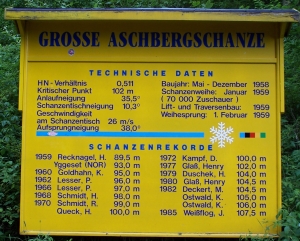 GROSSE ASCHBERGSCHANZE
TECHNISCHE DATEN
HN-Verhältnis 0,511
Kritischer Punkt 102 m
Anlaufneigung 35,5°
Schanzentischneigung 10,3°
Geschwindigkeit
am Schanzentisch 26 m/s
Aufsprungneigung 38,0°
Baujahr: Mai - Dezember 1958
Schanzenweihe: Januar 1959
(70 000 Zuschauer)
Lift- und Traversenbau: 1959
Weihesprung: 1. Februar 1959
SCHANZENREKORDE
1959 Recknagel, H. 89,5 m
Yggeset (NOR) 93,0 m
1960 Goldhahn, K. 95,0 m
1962 Lesser, P. 96,0 m
1966 Lesser, P. 97,0 m
1968 Schmidt, H. 98,0 m
1970 Schmidt, R. 99,0 m
Queck, H. 100,0 m
1972 Kampf, D. 100,0 m
1977 Glaß, Henry 102,0 m
1979 Duschek, H. 104,0 m
1980 Glaß, Henry 104,5 m
1982 Deckert, M. 104,5 m
Ostwald, K. 105,0 m
Ostwald, K. 106,0 m
1985 Weißflog, J. 107,5 m